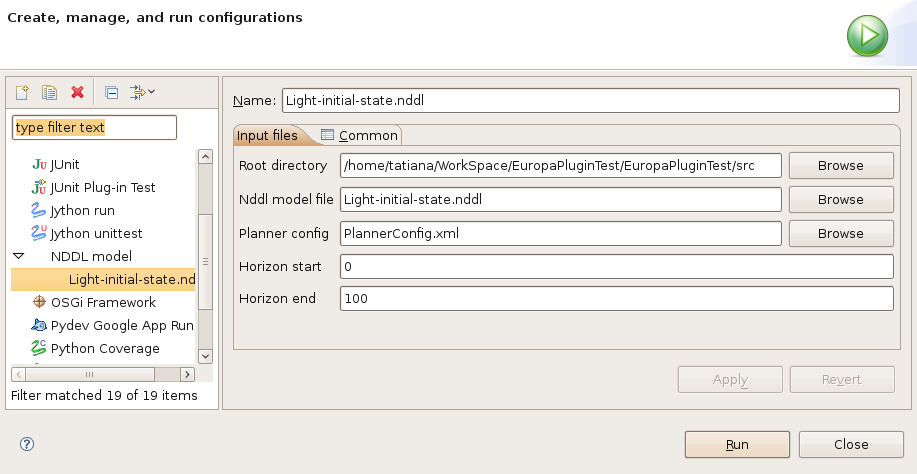 Create, manage, and run configurations
type filter text
JUnit
JUnit Plug-in Test
Jython run
Jython unittest
NDDL model
Light-initial-state.nd
OSGi Framework
Pydev Google App Run
Python Coverage
Filter matched 19 of 19 items
Name: Light-initial-state.nddl
Input files Common
Root directory /home/tatiana/WorkSpace/EuropaPluginTest/EuropaPluginTest/src Browse
Nddl model file Light-initial-state.nddl Browse
Planner config PlannerConfig.xml Browse
Horizon start 0
Horizon end 100
Apply Revert
Run Close